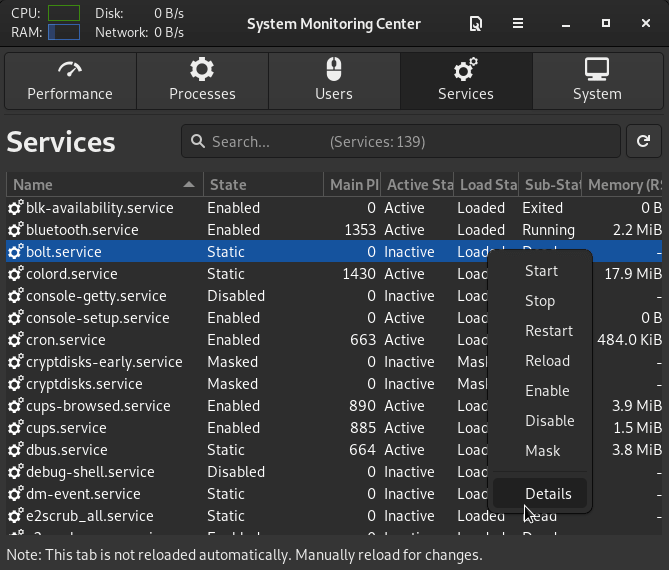 CPU: Disk: 0 B/s
RAM: Network: 0 B/s
System Monitoring Center
Performance Processes Users Services System
Services
Search... (Services: 139)
Name State Main PI Active Sta Load Sta Sub-Stat Memory (RS
blk-availability.service Enabled 0 Active Loaded Exited 0 B
bluetooth.service Enabled 1353 Active Loaded Running 2.2 MiB
bolt.service Static 0 Inactive Loaded Dead -
colord.service Static 1430 Active Load 17.9 MiB
console-getty.service Disabled 0 Inactive Load -
console-setup.service Enabled 0 Active Load 0 B
cron.service Enabled 663 Active Load 484.0 KiB
cryptdisks-early.service Masked 0 Inactive Mas -
cryptdisks.service Masked 0 Inactive Mas -
cups-browsed.service Enabled 890 Active Load 3.9 MiB
cups.service Enabled 885 Active Load 1.5 MiB
dbus.service Static 664 Active Load 3.8 MiB
debug-shell.service Disabled 0 Inactive Load -
dm-event.service Static 0 Inactive Load -
e2scrub_all.service Static 0 Inactive Loaded Dead -
Start
Stop
Restart
Reload
Enable
Disable
Mask
Details
Note: This tab is not reloaded automatically. Manually reload for changes.